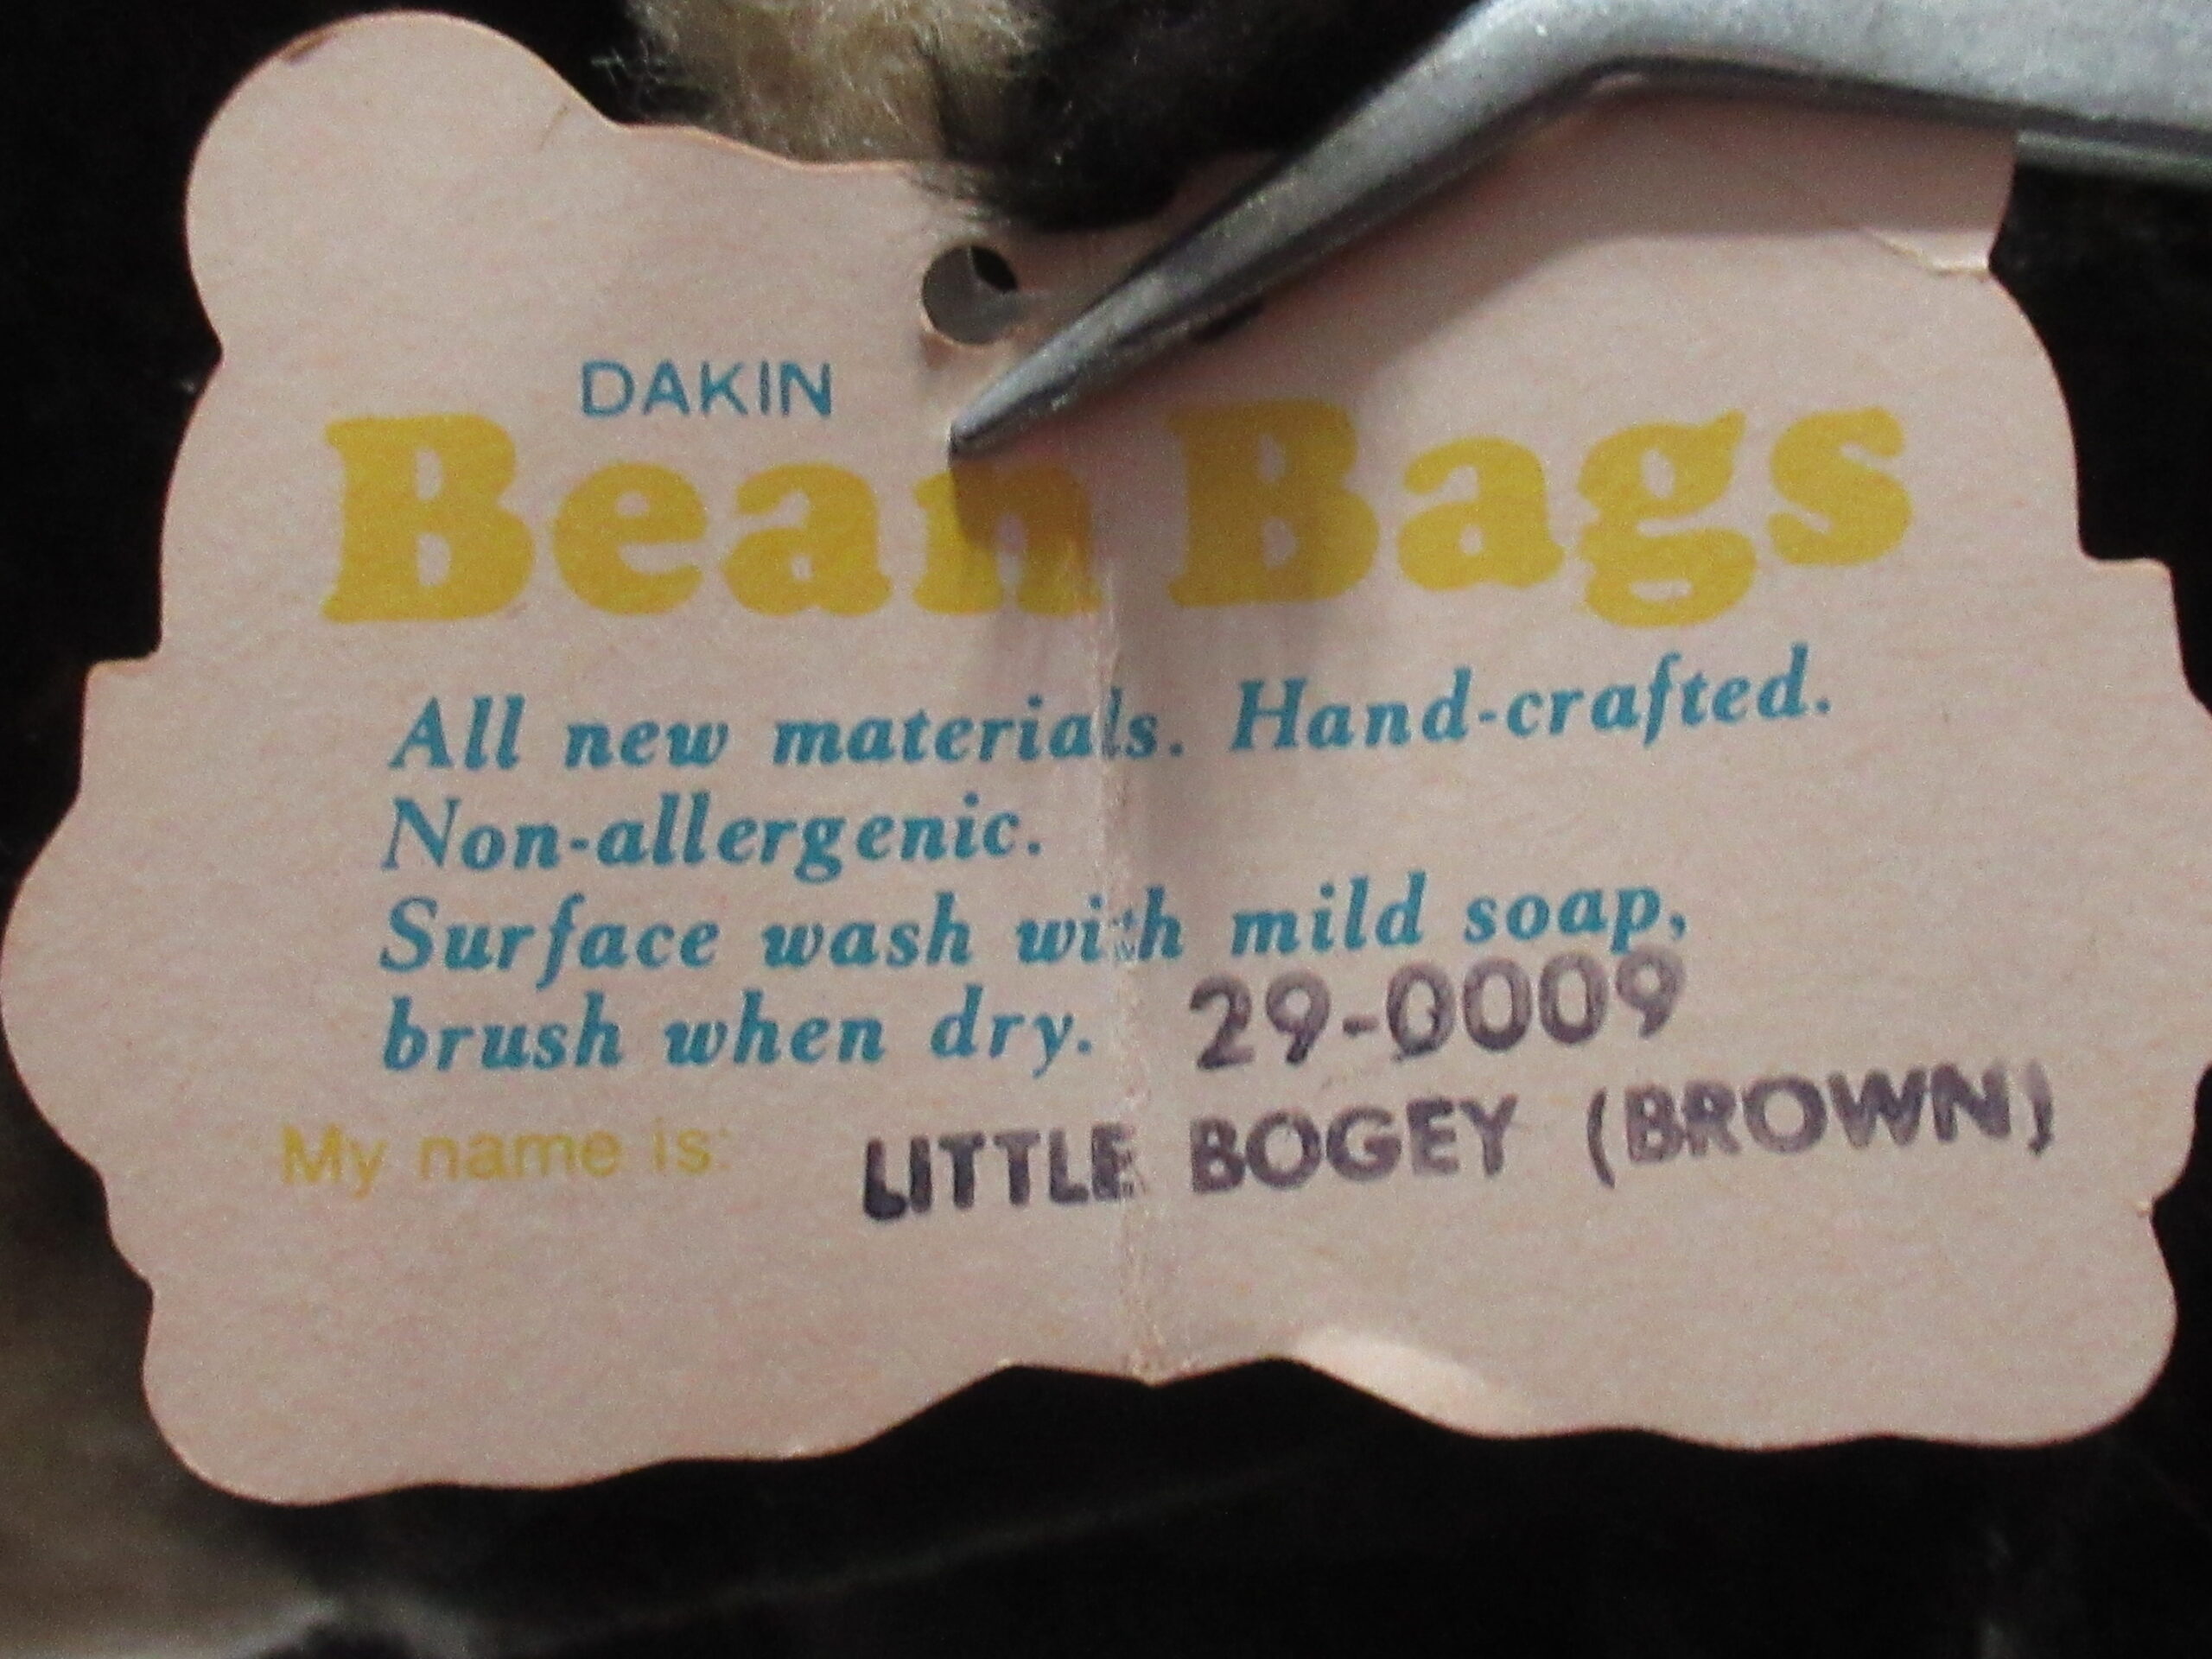 DAKIN
Bean Bags
All new materials. Hand-crafted.
Non-allergenic.
Surface wash with mild soap,
brush when dry. 29-0009
My name is: LITTLE BOGEY (BROWN)